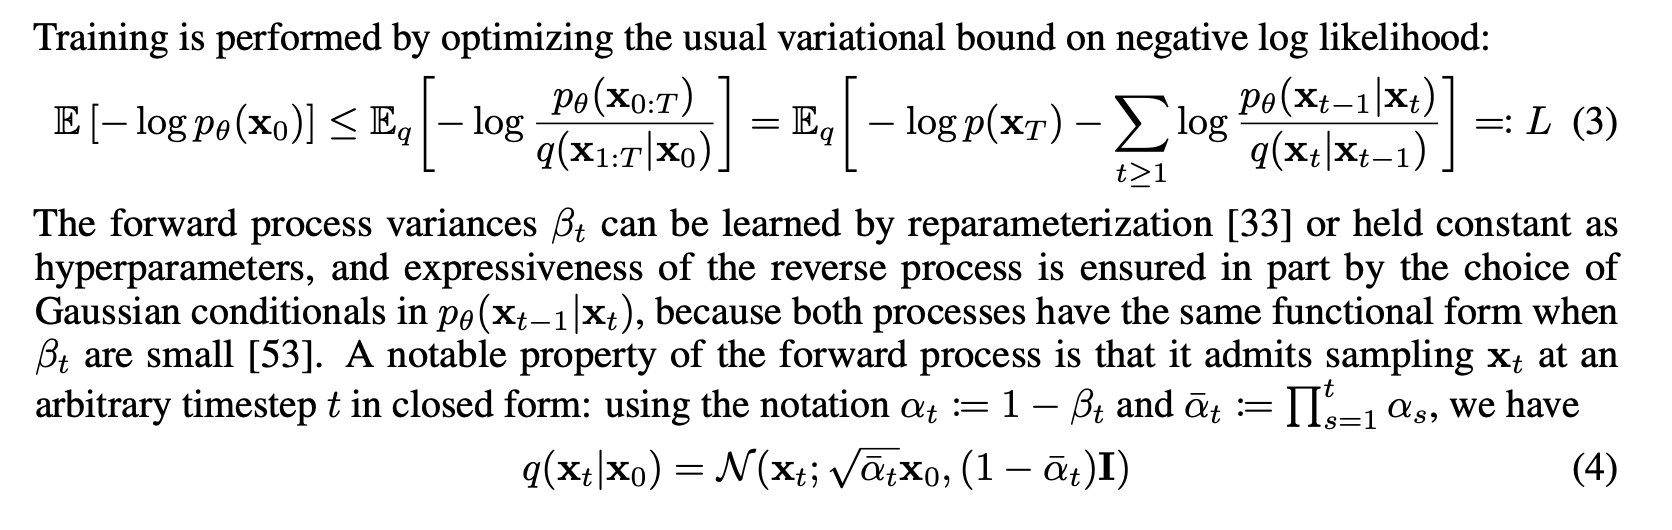 Training is performed by optimizing the usual variational bound on negative log likelihood:
$\mathbb{E}\left[-\log p_\theta(\mathbf{x}_0)\right] \leq \mathbb{E}_q\left[-\log \frac{p_\theta(\mathbf{x}_{0:T})}{q(\mathbf{x}_{1:T}|\mathbf{x}_0)}\right] = \mathbb{E}_q\left[-\log p(\mathbf{x}_T) - \sum_{t\geq 1} \log \frac{p_\theta(\mathbf{x}_{t-1}|\mathbf{x}_t)}{q(\mathbf{x}_t|\mathbf{x}_{t-1})}\right] =: L$ (3)
The forward process variances $\beta_t$ can be learned by reparameterization [33] or held constant as
hyperparameters, and expressiveness of the reverse process is ensured in part by the choice of
Gaussian conditionals in $p_\theta(\mathbf{x}_{t-1}|\mathbf{x}_t)$, because both processes have the same functional form when
$\beta_t$ are small [53]. A notable property of the forward process is that it admits sampling $\mathbf{x}_t$ at an
arbitrary timestep $t$ in closed form: using the notation $\alpha_t := 1 - \beta_t$ and $\bar{\alpha}_t := \prod_{s=1}^{t} \alpha_s$, we have
$q(\mathbf{x}_t|\mathbf{x}_0) = \mathcal{N}(\mathbf{x}_t; \sqrt{\bar{\alpha}_t}\mathbf{x}_0, (1 - \bar{\alpha}_t)\mathbf{I})$ (4)